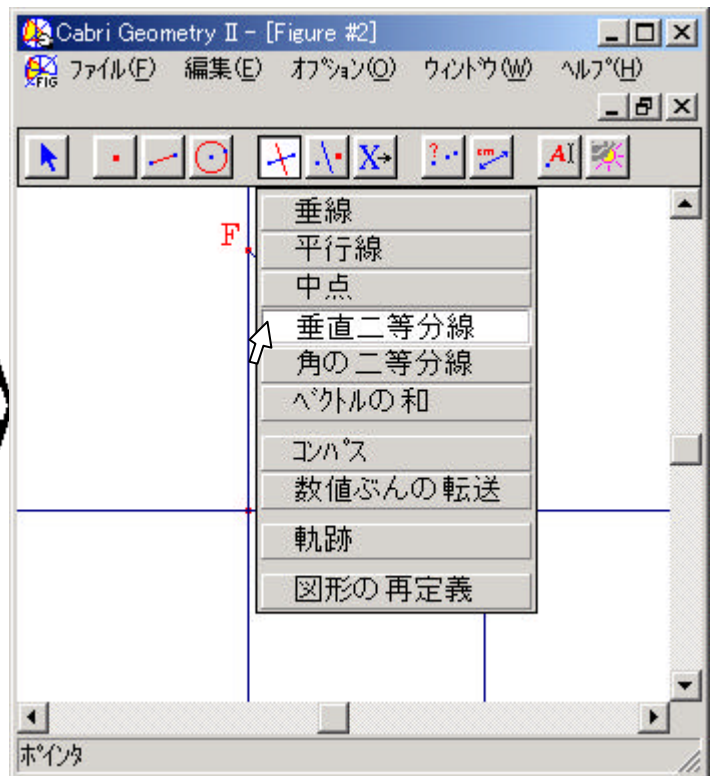 Cabri Geometry II - [Figure #2]
ﾌｧｲﾙ(F) 編集(E) ｵﾌﾟｼｮﾝ(O) ｳｨﾝﾄﾞｳ(W) ﾍﾙﾌﾟ(H)
FIG
X ? cm AI
F
垂線
平行線
中点
垂直二等分線
角の二等分線
ﾍﾞｸﾄﾙの和
ｺﾝﾊﾟｽ
数値ぶんの転送
軌跡
図形の再定義
ﾎﾟｲﾝﾀ